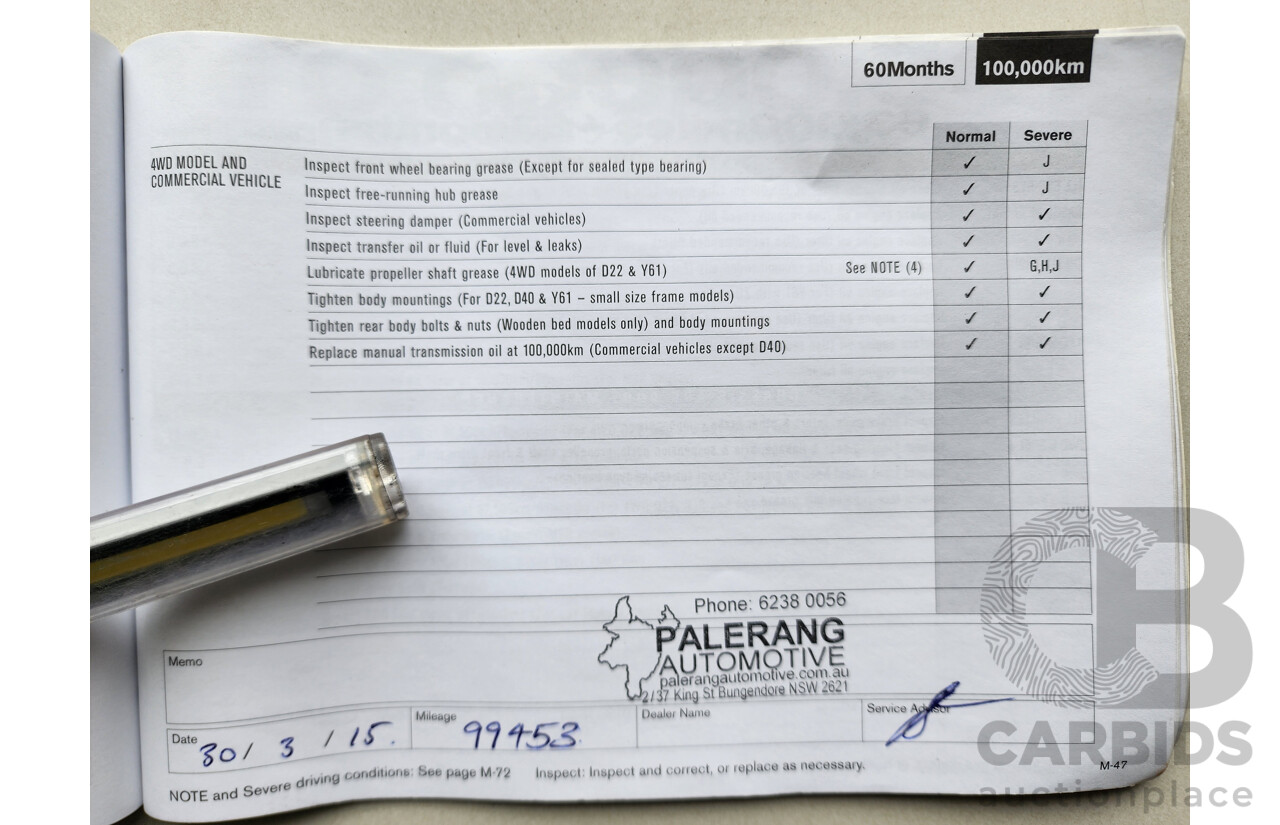 60Months 100,000km
Normal Severe
4WD MODEL AND
COMMERCIAL VEHICLE
Inspect front wheel bearing grease (Except for sealed type bearing) ✓ J
Inspect free-running hub grease ✓ J
Inspect steering damper (Commercial vehicles) ✓ ✓
Inspect transfer oil or fluid (For level & leaks) ✓ ✓
Lubricate propeller shaft grease (4WD models of D22 & Y61) See NOTE (4) ✓ G,H,J
Tighten body mountings (For D22, D40 & Y61 – small size frame models) ✓ ✓
Tighten rear body bolts & nuts (Wooden bed models only) and body mountings ✓ ✓
Replace manual transmission oil at 100,000km (Commercial vehicles except D40) ✓ ✓
Phone: 6238 0056
PALERANG
AUTOMOTIVE
palerangautomotive.com.au
2/37 King St Bungendore NSW 2621
Memo
Date 30/ 3 / 15.
Mileage 99453
Dealer Name
Service Advisor
NOTE and Severe driving conditions: See page M-72 Inspect: Inspect and correct, or replace as necessary.
M-47
CB
CARBIDS
auctionplace